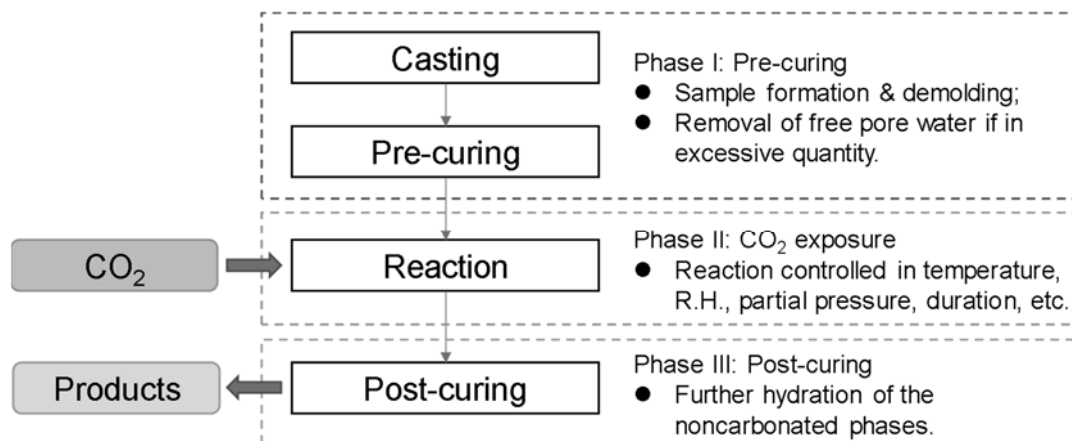 Casting
Pre-curing
Phase I: Pre-curing
● Sample formation & demolding;
● Removal of free pore water if in
excessive quantity.
CO₂
Reaction
Phase II: CO₂ exposure
● Reaction controlled in temperature,
R.H., partial pressure, duration, etc.
Products
Post-curing
Phase III: Post-curing
● Further hydration of the
noncarbonated phases.